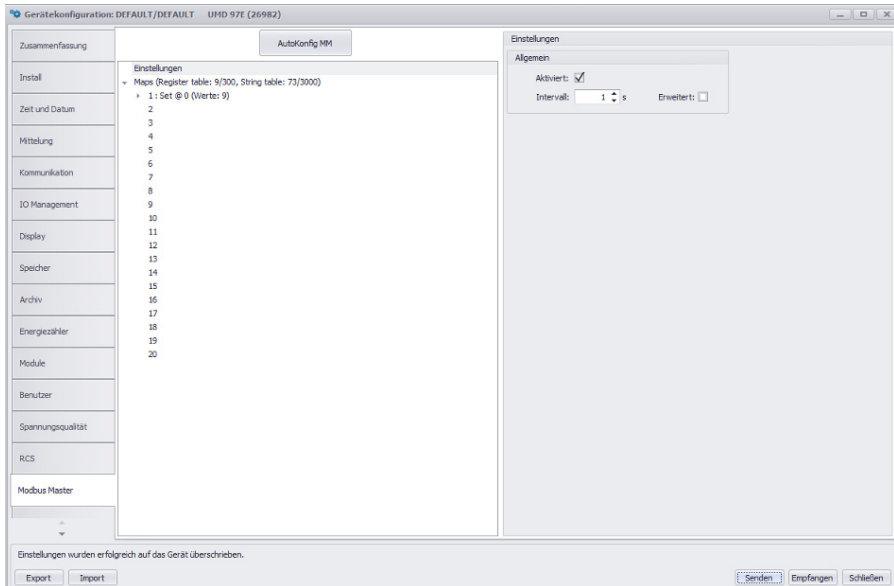 Gerätekonfiguration: DEFAULT/DEFAULT UMD 97E (26982)
Zusammenfassung
Install
Zeit und Datum
Mittelung
Kommunikation
IO Management
Display
Speicher
Archiv
Energiezähler
Module
Benutzer
Spannungsqualität
RCS
Modbus Master
AutoKonfig MM
Einstellungen
Maps (Register table: 9/300, String table: 73/3000)
1 : Set @ 0 (Werte: 9)
2
3
4
5
6
7
8
9
10
11
12
13
14
15
16
17
18
19
20
Einstellungen
Allgemein
Aktiviert:
Intervall: 1 s Erweitert:
Einstellungen wurden erfolgreich auf das Gerät überschrieben.
Export Import Senden Empfangen Schließen